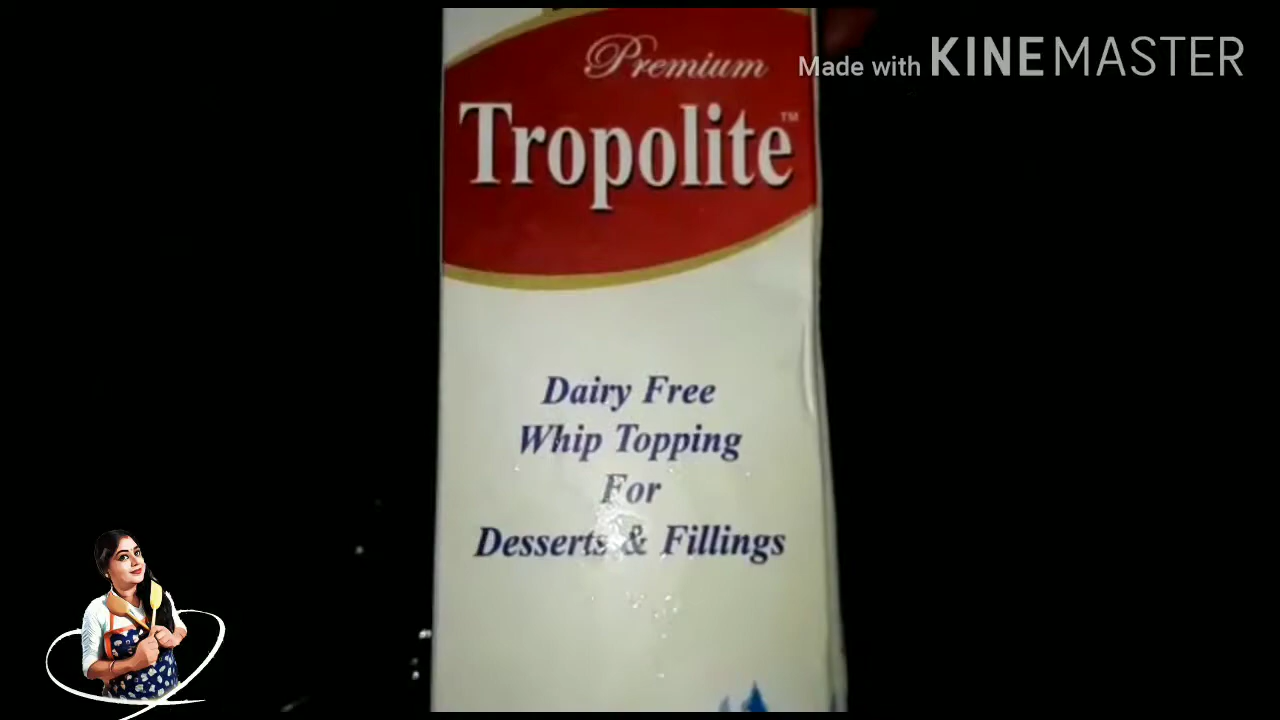 Premium
Made with KINEMASTER
Tropolite™
Dairy Free
Whip Topping
For
Desserts & Fillings